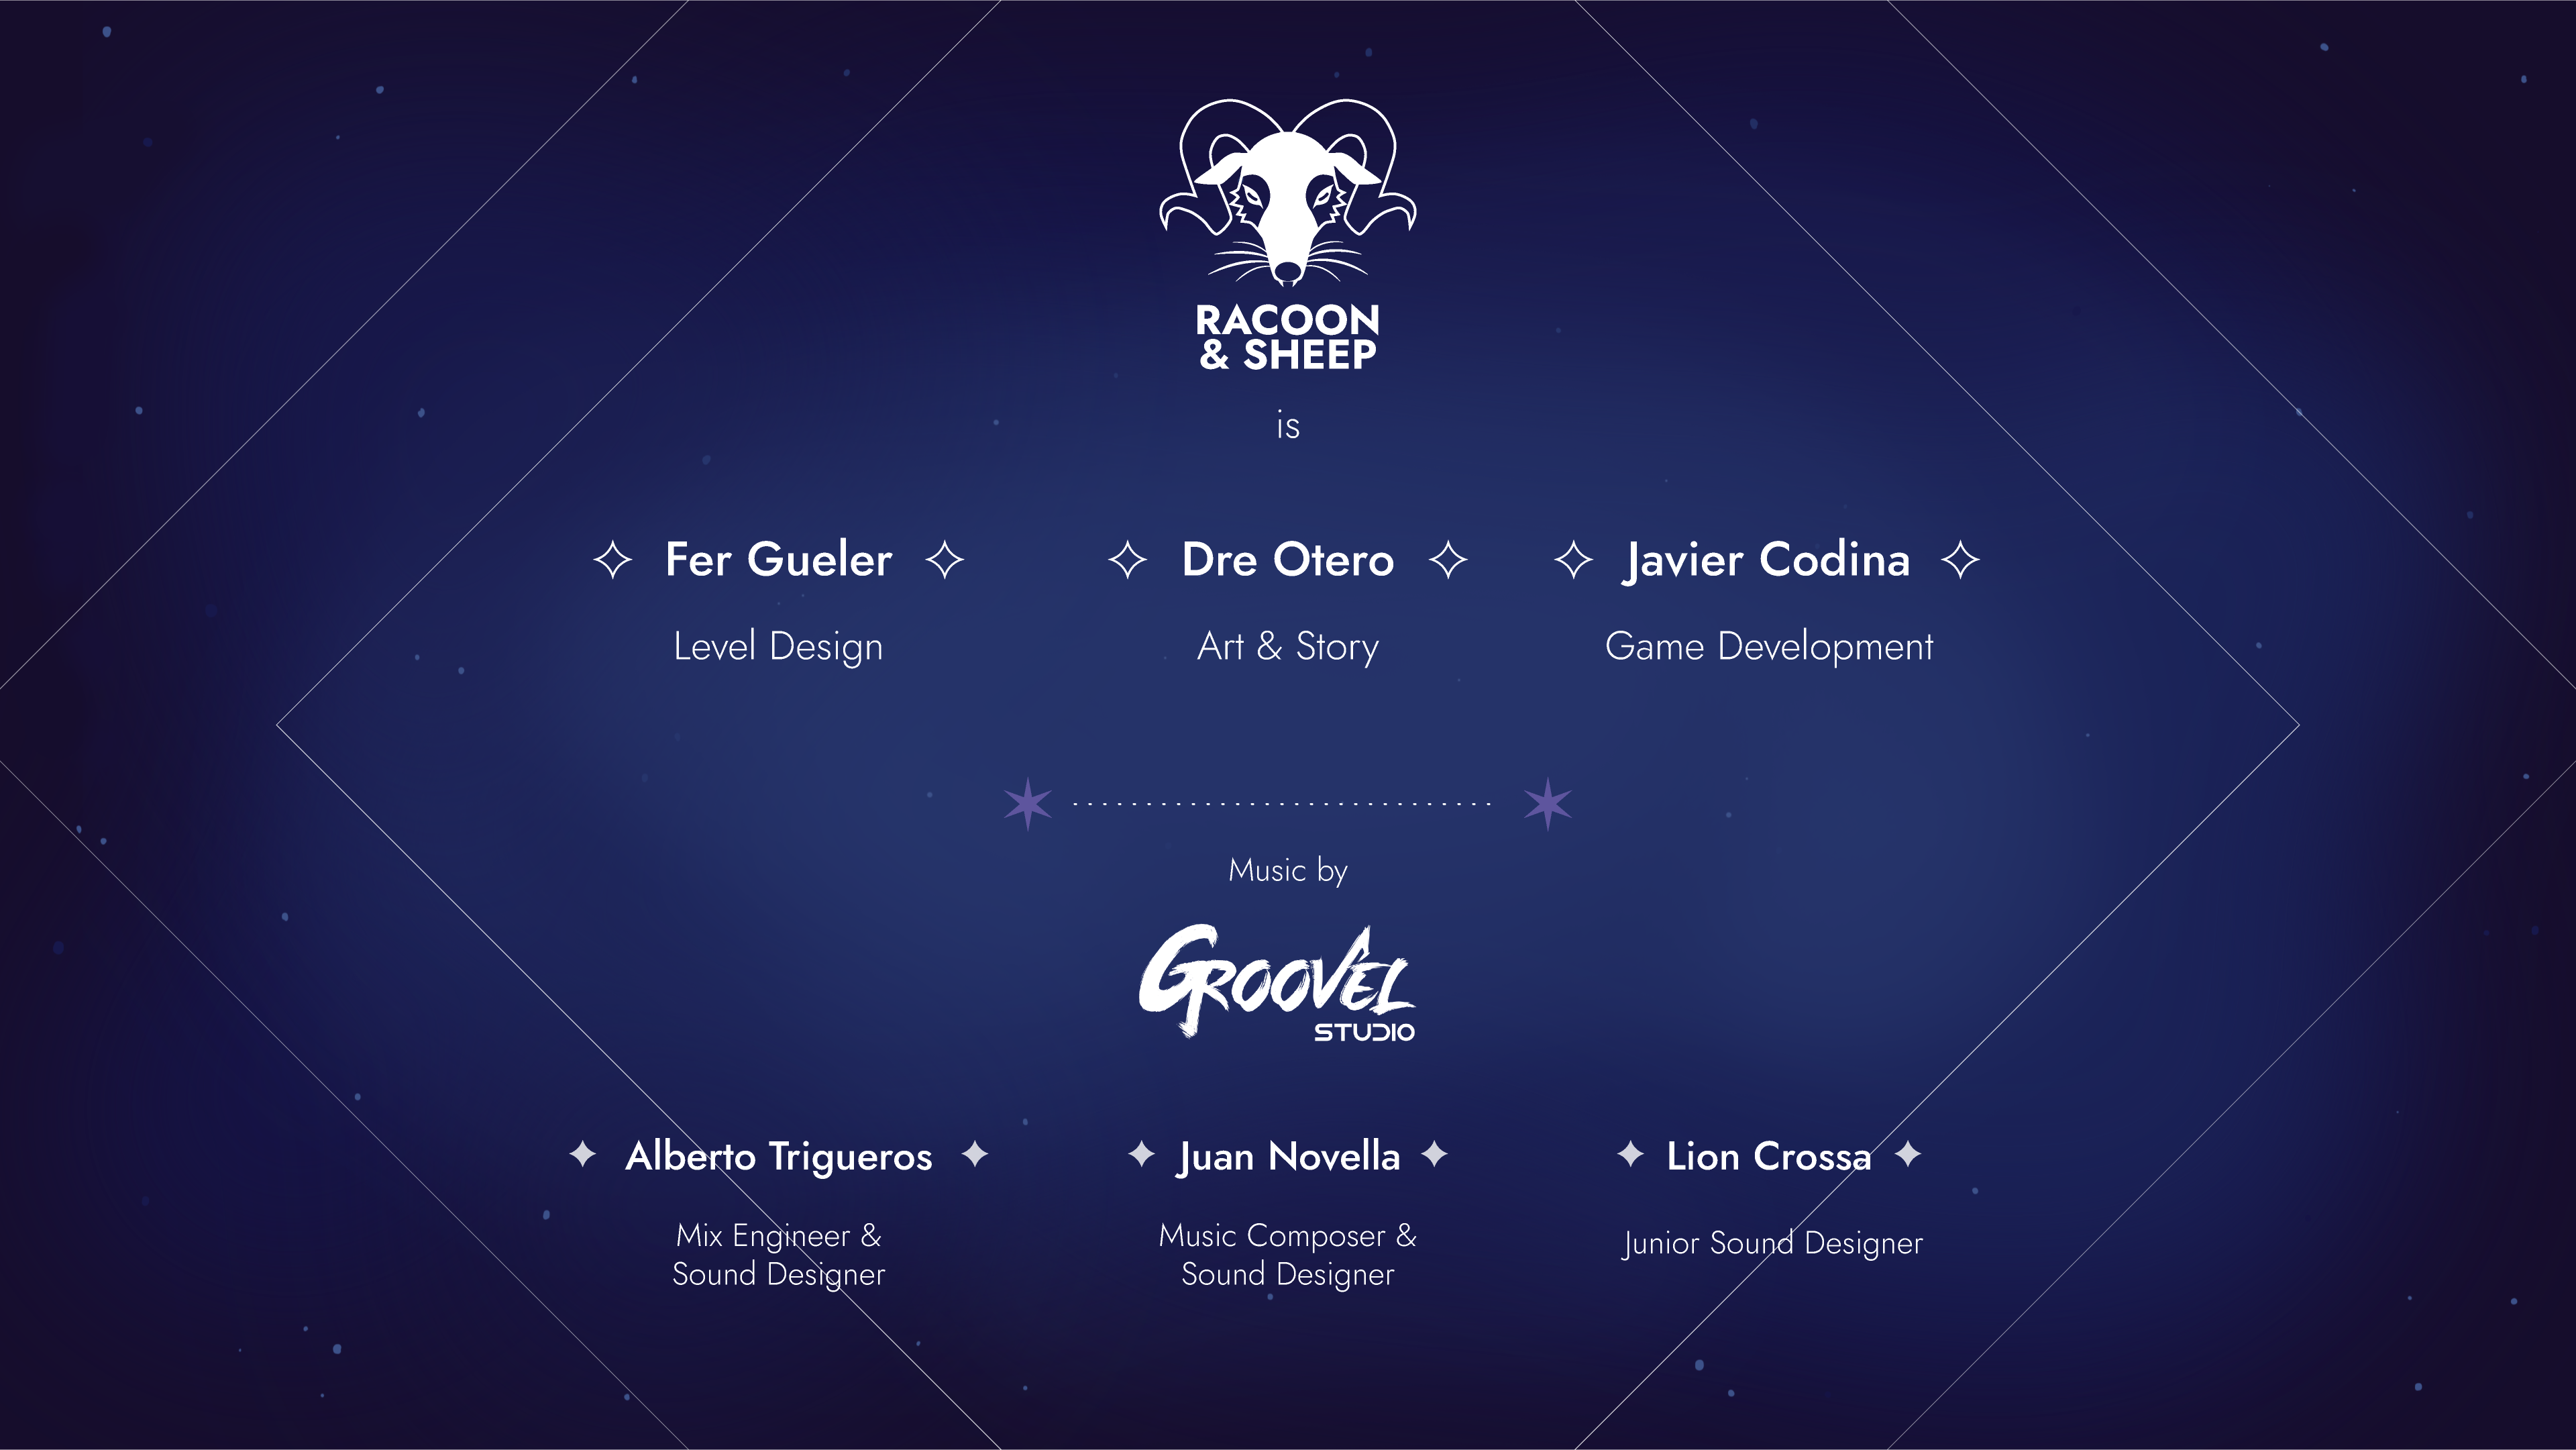 RACOON
& SHEEP
is
Fer Gueler
Dre Otero
Javier Codina
Level Design
Art & Story
Game Development
Music by
GROOVEL
STUDIO
Alberto Trigueros
Juan Novella
Lion Crossa
Mix Engineer &
Sound Designer
Music Composer &
Sound Designer
Junior Sound Designer